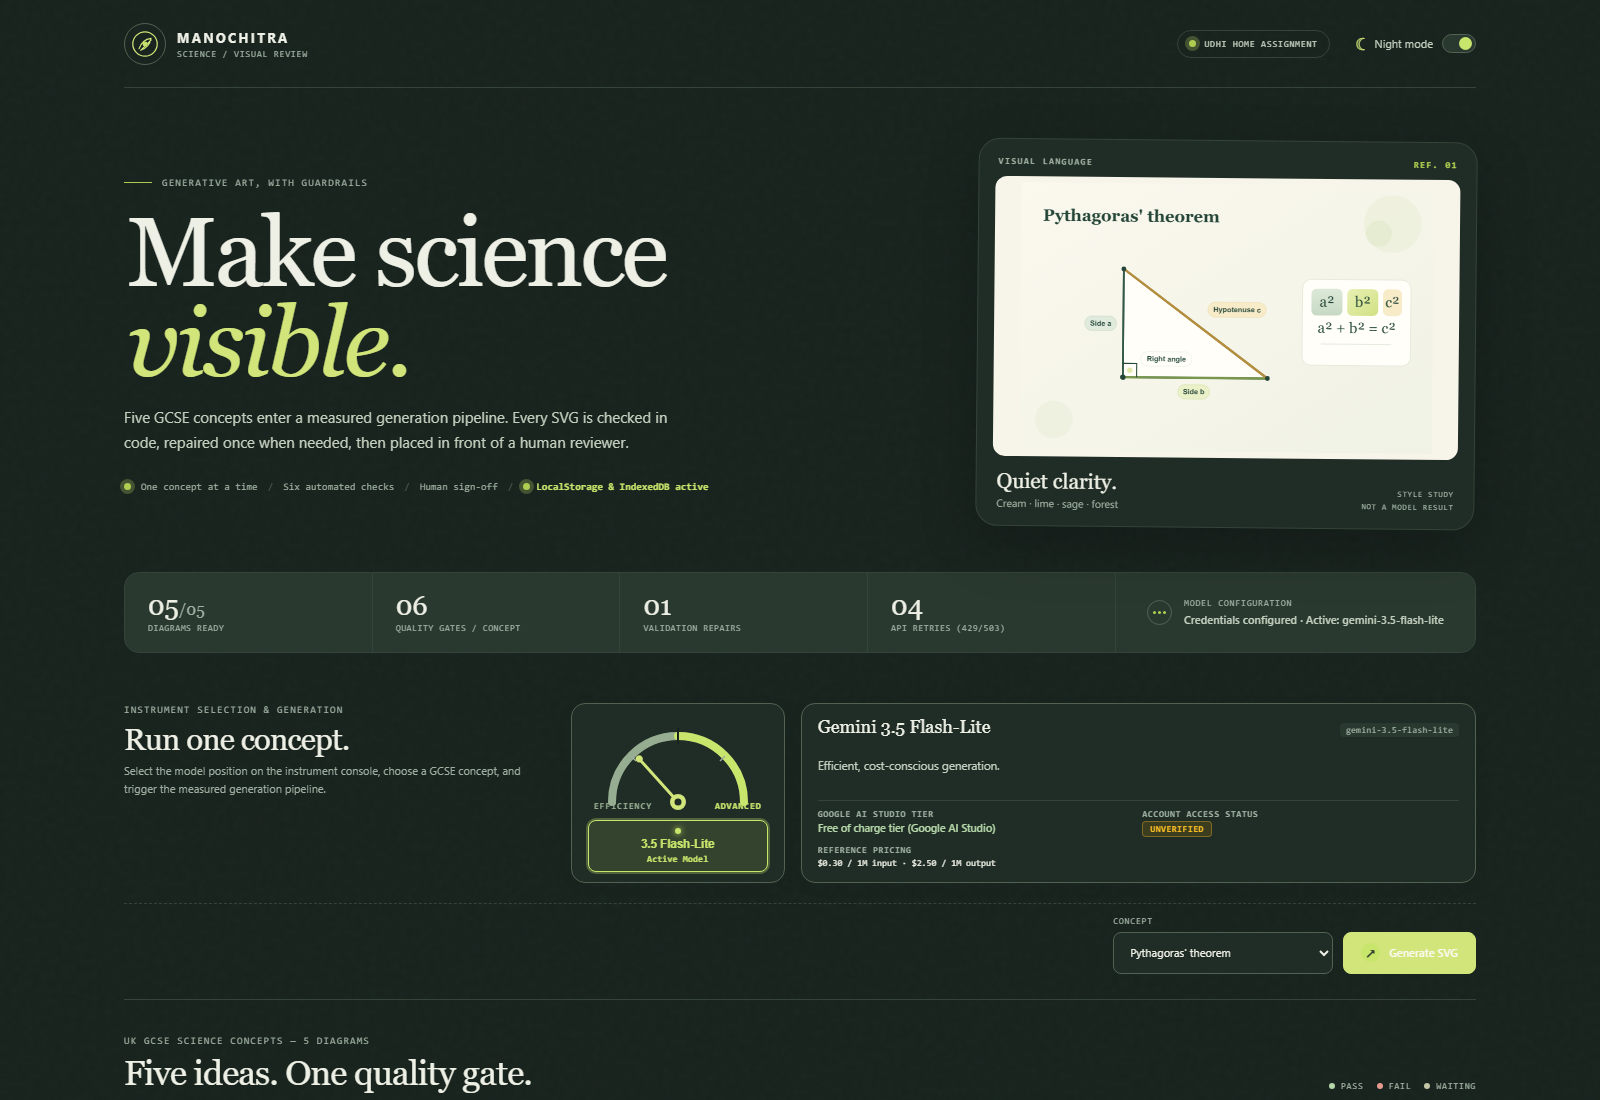 MANOCHITRA
SCIENCE / VISUAL REVIEW
UDHI HOME ASSIGNMENT
Night mode
GENERATIVE ART, WITH GUARDRAILS
Make science
visible.
Five GCSE concepts enter a measured generation pipeline. Every SVG is checked in
code, repaired once when needed, then placed in front of a human reviewer.
One concept at a time / Six automated checks / Human sign-off / LocalStorage & IndexedDB active
VISUAL LANGUAGE
REF. 01
Pythagoras' theorem
Side a
Hypotenuse c
Right angle
Side b
a² b² c²
a² + b² = c²
Quiet clarity.
Cream · lime · sage · forest
STYLE STUDY
NOT A MODEL RESULT
05/05
DIAGRAMS READY
06
QUALITY GATES / CONCEPT
01
VALIDATION REPAIRS
04
API RETRIES (429/503)
MODEL CONFIGURATION
Credentials configured · Active: gemini-3.5-flash-lite
INSTRUMENT SELECTION & GENERATION
Run one concept.
Select the model position on the instrument console, choose a GCSE concept, and
trigger the measured generation pipeline.
EFFICIENCY
ADVANCED
3.5 Flash-Lite
Active Model
Gemini 3.5 Flash-Lite
gemini-3.5-flash-lite
Efficient, cost-conscious generation.
GOOGLE AI STUDIO TIER
Free of charge tier (Google AI Studio)
ACCOUNT ACCESS STATUS
UNVERIFIED
REFERENCE PRICING
$0.30 / 1M input · $2.50 / 1M output
CONCEPT
Pythagoras' theorem
Generate SVG
UK GCSE SCIENCE CONCEPTS — 5 DIAGRAMS
Five ideas. One quality gate.
PASS
FAIL
WAITING